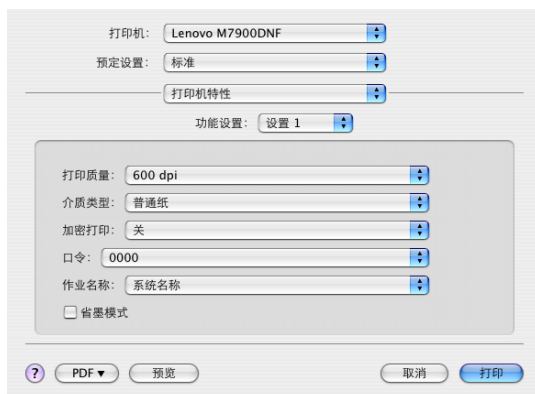 打印机: Lenovo M7900DNF
预定设置: 标准
打印机特性
功能设置: 设置 1
打印质量: 600 dpi
介质类型: 普通纸
加密打印: 关
口令: 0000
作业名称: 系统名称
省墨模式
? PDF ▼ 预览 取消 打印